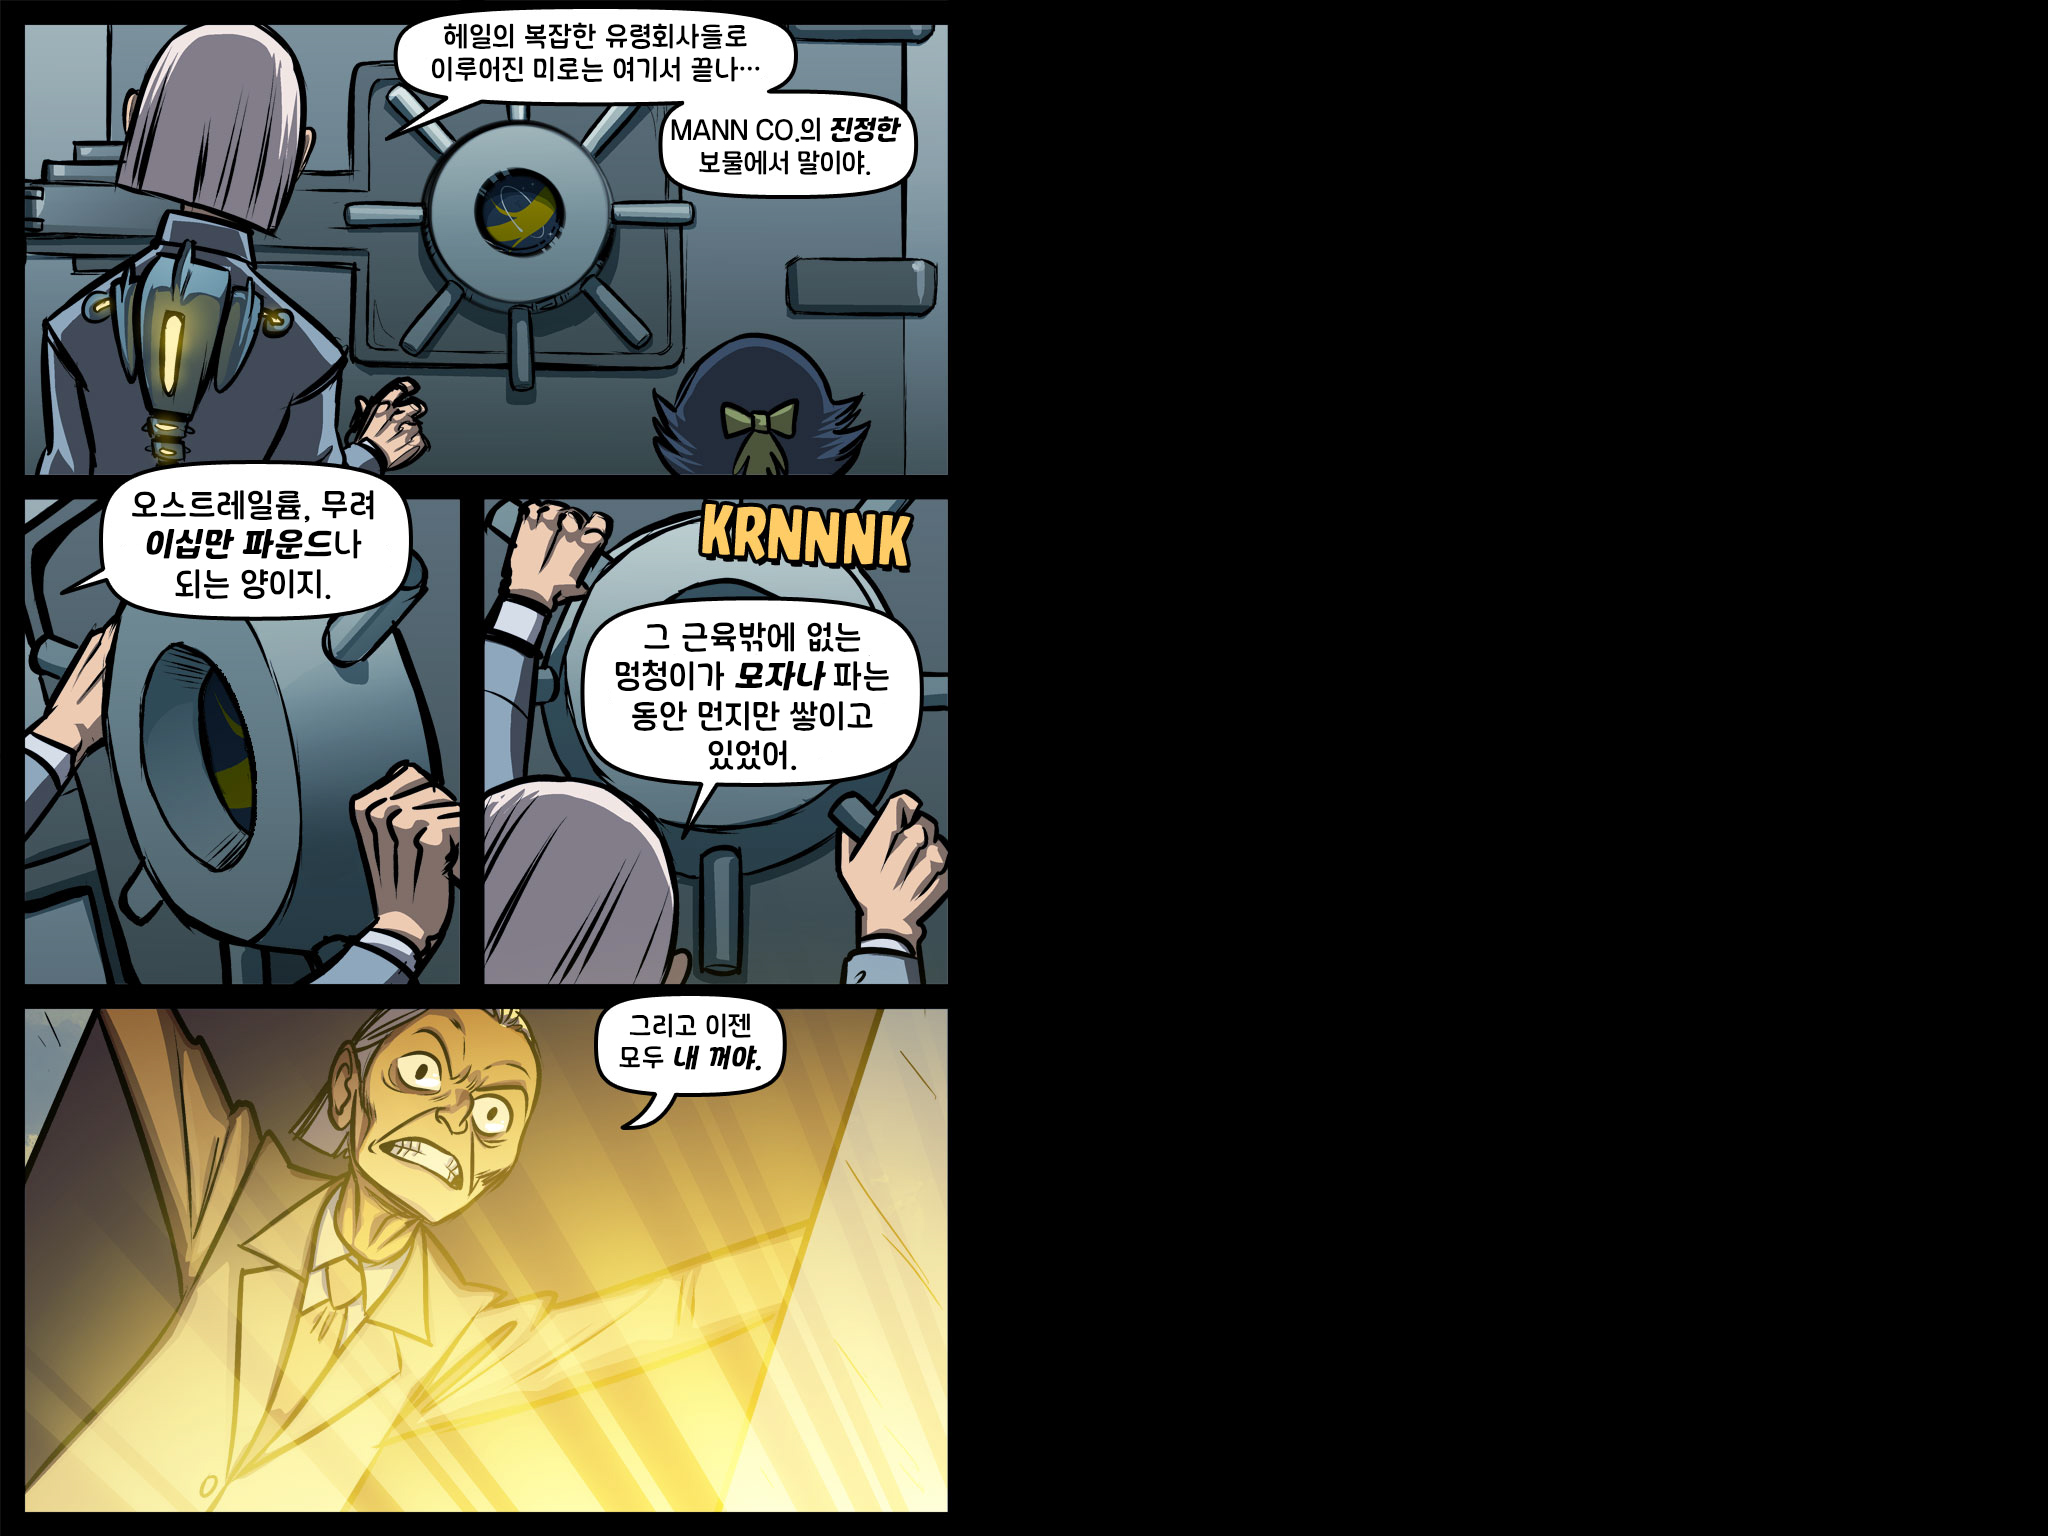 헤일의 복잡한 유령회사들로
이루어진 미로는 여기서 끝나…
MANN CO.의 진정한
보물에서 말이야.
오스트레일륨, 무려
이십만 파운드나
되는 양이지.
KRNNNK
그 근육밖에 없는
멍청이가 모자나 파는
동안 먼지만 쌓이고
있었어.
그리고 이젠
모두 내 꺼야.